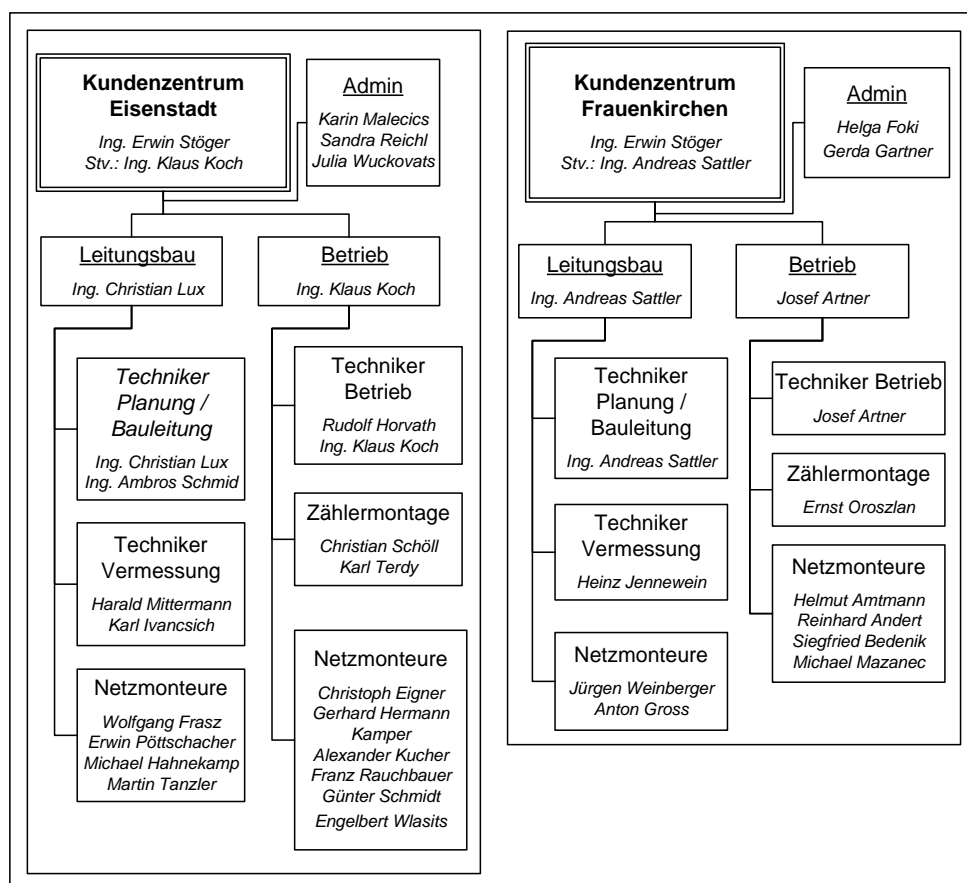 Kundenzentrum
Eisenstadt
Ing. Erwin Stöger
Stv.: Ing. Klaus Koch
Admin
Karin Malecics
Sandra Reichl
Julia Wuckovats
Leitungsbau
Ing. Christian Lux
Betrieb
Ing. Klaus Koch
Techniker
Planung /
Bauleitung
Ing. Christian Lux
Ing. Ambros Schmid
Techniker
Vermessung
Harald Mittermann
Karl Ivancsich
Netzmonteure
Wolfgang Frasz
Erwin Pöttschacher
Michael Hahnekamp
Martin Tanzler
Techniker
Betrieb
Rudolf Horvath
Ing. Klaus Koch
Zählermontage
Christian Schöll
Karl Terdy
Netzmonteure
Christoph Eigner
Gerhard Hermann
Kamper
Alexander Kucher
Franz Rauchbauer
Günter Schmidt
Engelbert Wlasits
Kundenzentrum
Frauenkirchen
Ing. Erwin Stöger
Stv.: Ing. Andreas Sattler
Admin
Helga Foki
Gerda Gartner
Leitungsbau
Ing. Andreas Sattler
Betrieb
Josef Artner
Techniker
Planung /
Bauleitung
Ing. Andreas Sattler
Techniker
Vermessung
Heinz Jennewein
Netzmonteure
Jürgen Weinberger
Anton Gross
Techniker Betrieb
Josef Artner
Zählermontage
Ernst Oroszlan
Netzmonteure
Helmut Amtmann
Reinhard Andert
Siegfried Bedenik
Michael Mazanec